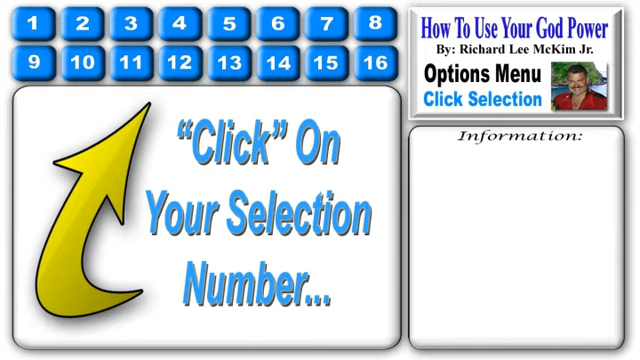 1 2 3 4 5 6 7 8
9 10 11 12 13 14 15 16
How To Use Your God Power
By: Richard Lee McKim Jr.
Options Menu
Click Selection
Information:
“Click” On
Your Selection
Number...